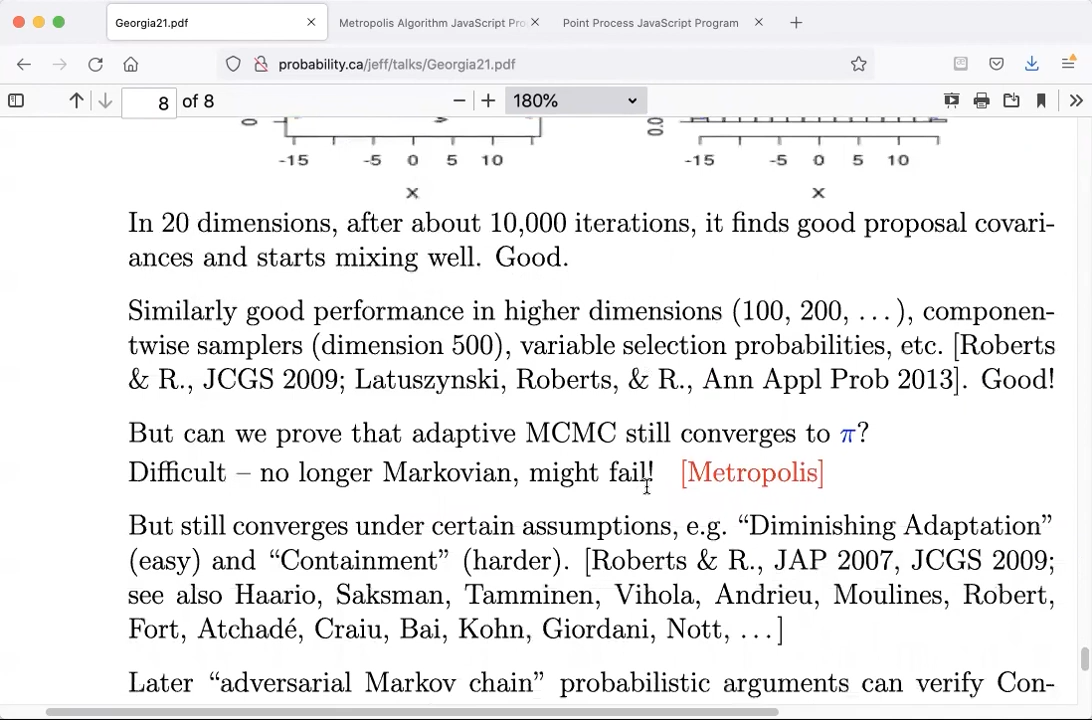 Georgia21.pdf
Metropolis Algorithm JavaScript Pro
Point Process JavaScript Program
probability.ca/jeff/talks/Georgia21.pdf
8 of 8
180%
-15 -5 0 5 10
-15 -5 0 5 10
x
x
In 20 dimensions, after about 10,000 iterations, it finds good proposal covari-
ances and starts mixing well. Good.
Similarly good performance in higher dimensions (100, 200, ...), componen-
twise samplers (dimension 500), variable selection probabilities, etc. [Roberts
& R., JCGS 2009; Latuszynski, Roberts, & R., Ann Appl Prob 2013]. Good!
But can we prove that adaptive MCMC still converges to π?
Difficult – no longer Markovian, might fail! [Metropolis]
But still converges under certain assumptions, e.g. “Diminishing Adaptation”
(easy) and “Containment” (harder). [Roberts & R., JAP 2007, JCGS 2009;
see also Haario, Saksman, Tamminen, Vihola, Andrieu, Moulines, Robert,
Fort, Atchadé, Craiu, Bai, Kohn, Giordani, Nott, ...]
Later “adversarial Markov chain” probabilistic arguments can verify Con-